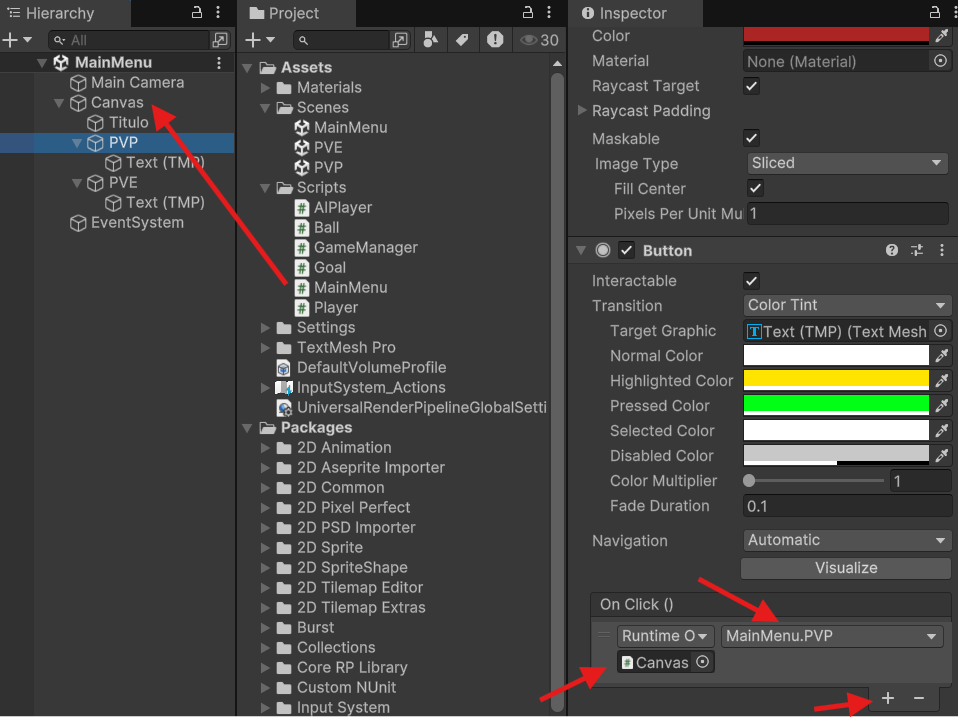 Hierarchy
All
MainMenu
Main Camera
Canvas
Titulo
PVP
Text (TMP)
PVE
Text (TMP)
EventSystem
Project
30
Assets
Materials
Scenes
MainMenu
PVE
PVP
Scripts
AIPlayer
Ball
GameManager
Goal
MainMenu
Player
Settings
TextMesh Pro
DefaultVolumeProfile
InputSystem_Actions
UniversalRenderPipelineGlobalSetti
Packages
2D Animation
2D Aseprite Importer
2D Common
2D Pixel Perfect
2D PSD Importer
2D Sprite
2D SpriteShape
2D Tilemap Editor
2D Tilemap Extras
Burst
Collections
Core RP Library
Custom NUnit
Input System
Inspector
Color
Material None (Material)
Raycast Target
Raycast Padding
Maskable
Image Type Sliced
Fill Center
Pixels Per Unit Mu 1
Button
Interactable
Transition Color Tint
Target Graphic Text (TMP) (Text Mesh
Normal Color
Highlighted Color
Pressed Color
Selected Color
Disabled Color
Color Multiplier 1
Fade Duration 0.1
Navigation Automatic
Visualize
On Click ()
Runtime O MainMenu.PVP
Canvas